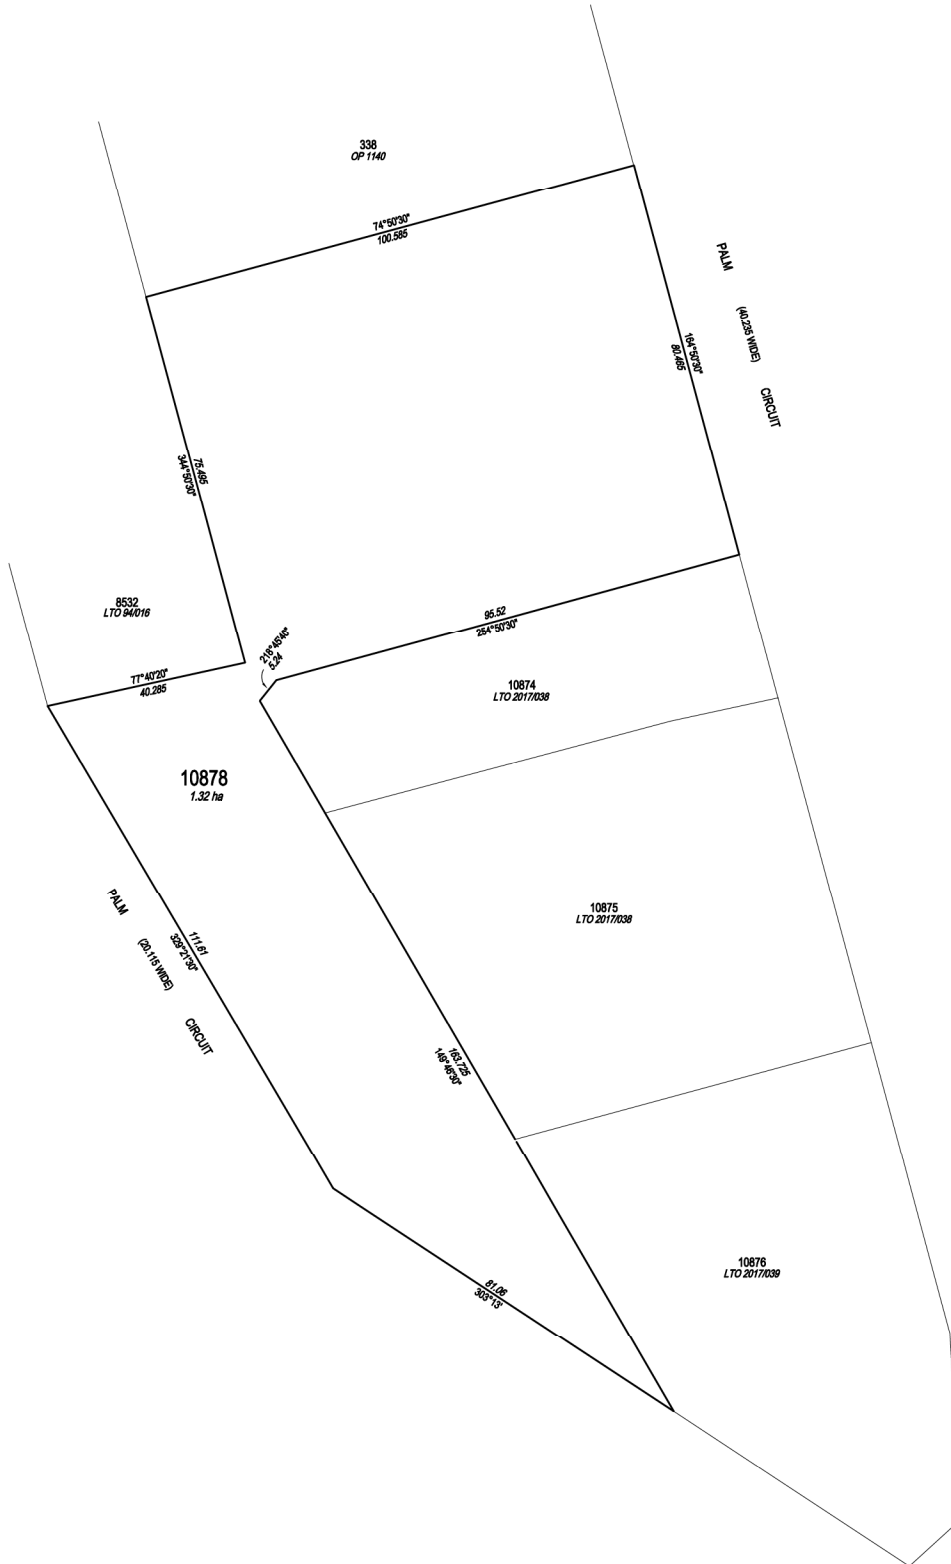 338
OP 1140
74°50'30"
100.585
PALM
(40.235 WIDE)
CIRCUIT
164°50'30"
80.465
75.495
344°50'30"
8532
LTO 94/016
95.52
254°50'30"
218°45'40"
5.24
77°40'20"
40.285
10874
LTO 2017/038
10878
1.32 ha
PALM
(20.115 WIDE)
CIRCUIT
111.61
329°21'30"
10875
LTO 2017/038
163.725
149°46'30"
10876
LTO 2017/039
81.06
303°13'